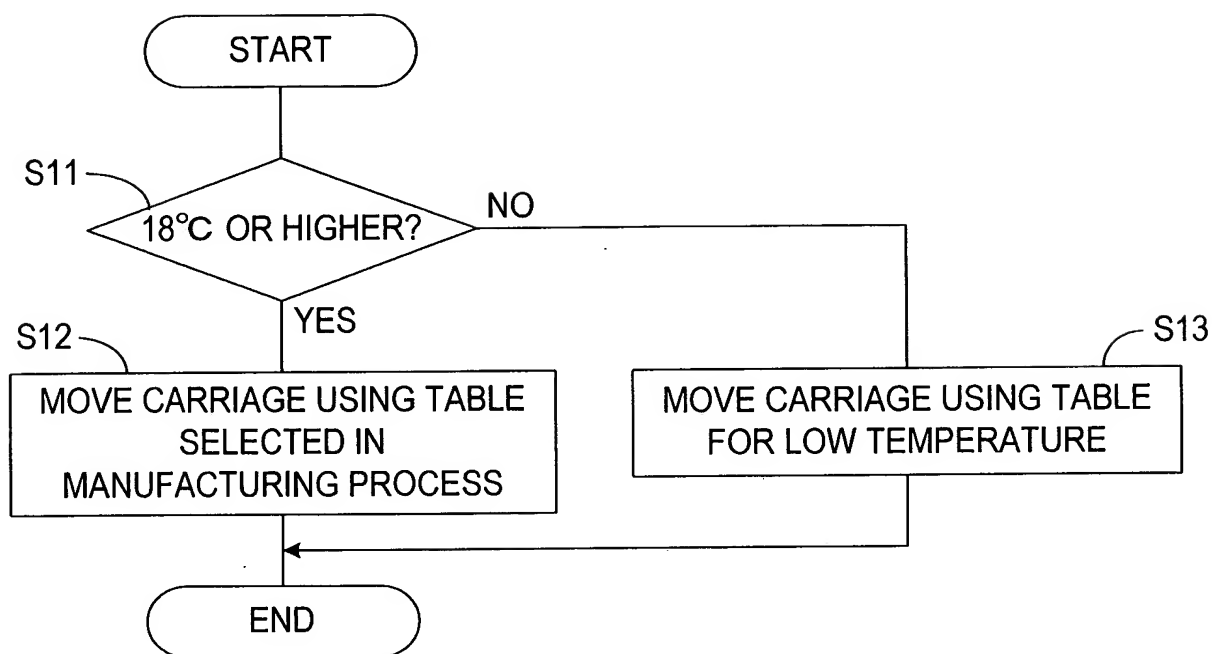 START
S11
18°C OR HIGHER?
NO
YES
S12
MOVE CARRIAGE USING TABLE
SELECTED IN
MANUFACTURING PROCESS
S13
MOVE CARRIAGE USING TABLE
FOR LOW TEMPERATURE
END